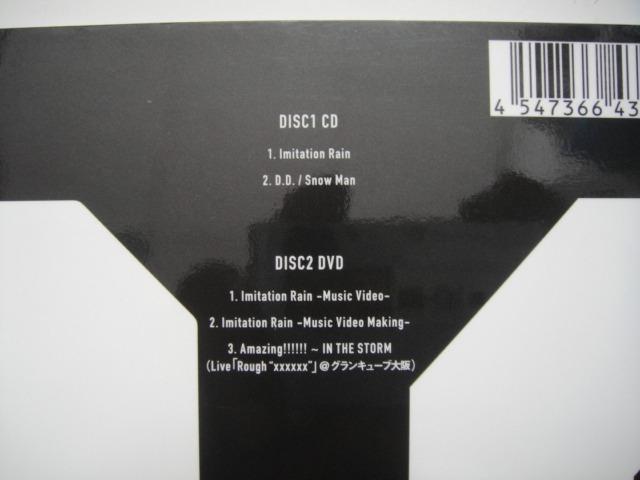 4 547366 43
DISC1 CD
1. Imitation Rain
2. D.D. / Snow Man
DISC2 DVD
1. Imitation Rain -Music Video-
2. Imitation Rain -Music Video Making-
3. Amazing!!!!!! ~ IN THE STORM
(Live「Rough "xxxxxx"」@グランキューブ大阪)